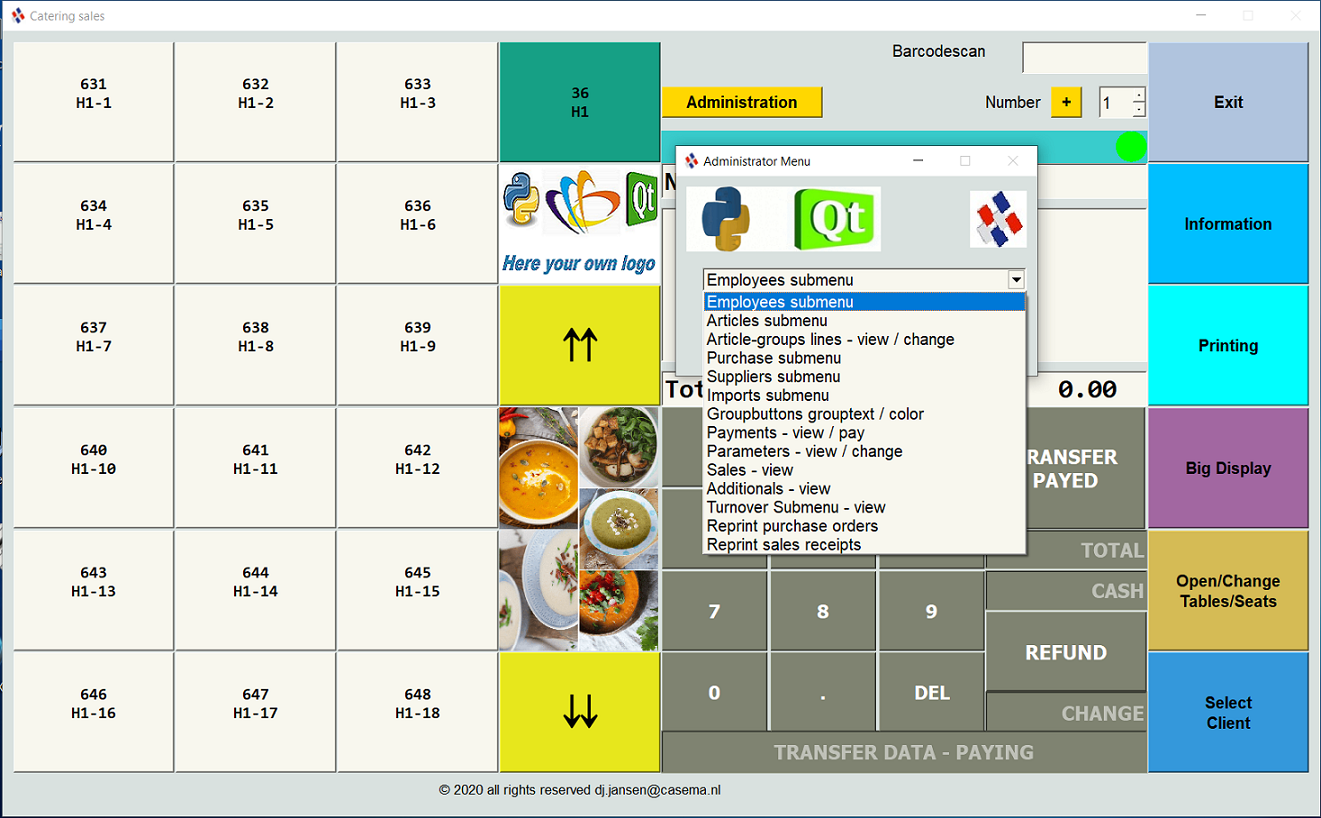 Catering sales
631
H1-1
632
H1-2
633
H1-3
36
H1
634
H1-4
635
H1-5
636
H1-6
Qt
Here your own logo
637
H1-7
638
H1-8
639
H1-9
640
H1-10
641
H1-11
642
H1-12
643
H1-13
644
H1-14
645
H1-15
646
H1-16
647
H1-17
648
H1-18
Barcodescan
Administration
Number
+
1
Administrator Menu
Qt
Employees submenu
Employees submenu
Articles submenu
Article-groups lines - view / change
Purchase submenu
Suppliers submenu
Imports submenu
Groupbuttons grouptext / color
Payments - view / pay
Parameters - view / change
Sales - view
Additionals - view
Turnover Submenu - view
Reprint purchase orders
Reprint sales receipts
0.00
PAYED
TOTAL
CASH
7
8
9
REFUND
0
.
DEL
CHANGE
TRANSFER DATA - PAYING
Exit
Information
Printing
Big Display
Open/Change
Tables/Seats
Select
Client
© 2020 all rights reserved dj.jansen@casema.nl